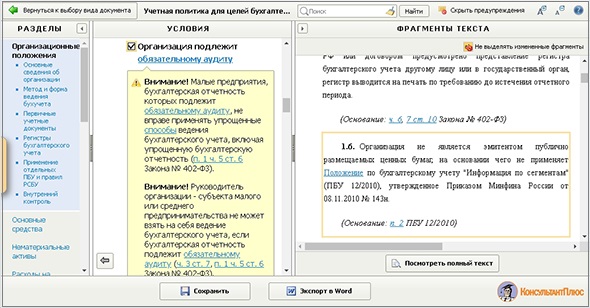 Вернуться к выбору вида документа
Учетная политика для целей бухгалте...
Поиск
Найти
Скрыть предупреждения
РАЗДЕЛЫ
Организационные
положения
Основные
сведения об
организации
Метод и форма
ведения
бухучета
Первичные
учетные
документы
Регистры
бухгалтерского
учета
Применение
отдельных
ПБУ и правил
РСБУ
Внутренний
контроль
Основные
средства
Нематериальные
активы
Расходы на
УСЛОВИЯ
Организация подлежит
обязательному аудиту
Внимание! Малые предприятия,
бухгалтерская отчетность
которых подлежит
обязательному аудиту, не
вправе применять упрощенные
способы ведения
бухгалтерского учета, включая
упрощенную бухгалтерскую
отчетность (п. 1 ч. 5 ст. 6
Закона № 402-ФЗ).
Внимание! Руководитель
организации - субъекта малого
или среднего
предпринимательства не может
взять на себя ведение
бухгалтерского учета, если
бухгалтерская отчетность
подлежит обязательному
аудиту (ч. 3 ст. 7, п. 1 ч. 5 ст. 6
Закона № 402-ФЗ).
ФРАГМЕНТЫ ТЕКСТА
Не выделять измененные фрагменты
РФ или договором предусмотрено представление регистра
бухгалтерского учета другому лицу или в государственный орган,
регистр выводится на печать по требованию до истечения отчетного
периода.
(Основание: ч. 6, 7 ст. 10 Закона № 402-ФЗ)
1.6. Организация не является эмитентом публично
размещаемых ценных бумаг, на основании чего не применяет
Положение по бухгалтерскому учету "Информация по сегментам"
(ПБУ 12/2010), утвержденное Приказом Минфина России от
08.11.2010 № 143н.
(Основание: п. 2 ПБУ 12/2010)
Посмотреть полный текст
Сохранить
Экспорт в Word
КонсультантПлюс